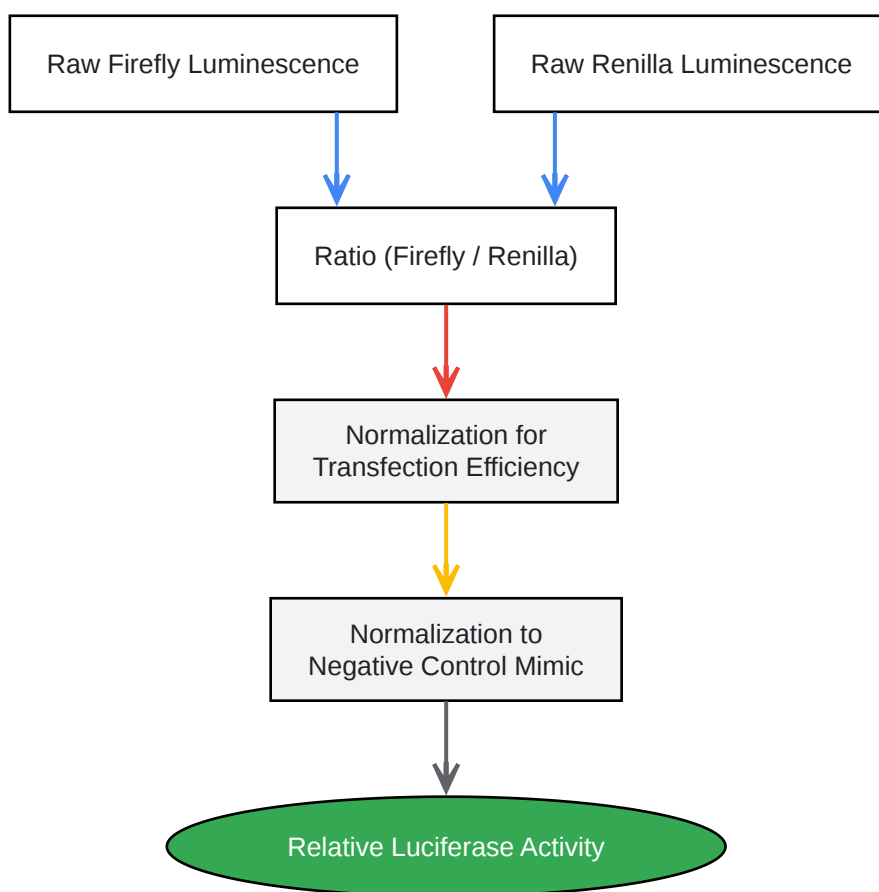 Raw Firefly Luminescence
Raw Renilla Luminescence
Ratio (Firefly / Renilla)
Normalization for
Transfection Efficiency
Normalization to
Negative Control Mimic
Relative Luciferase Activity